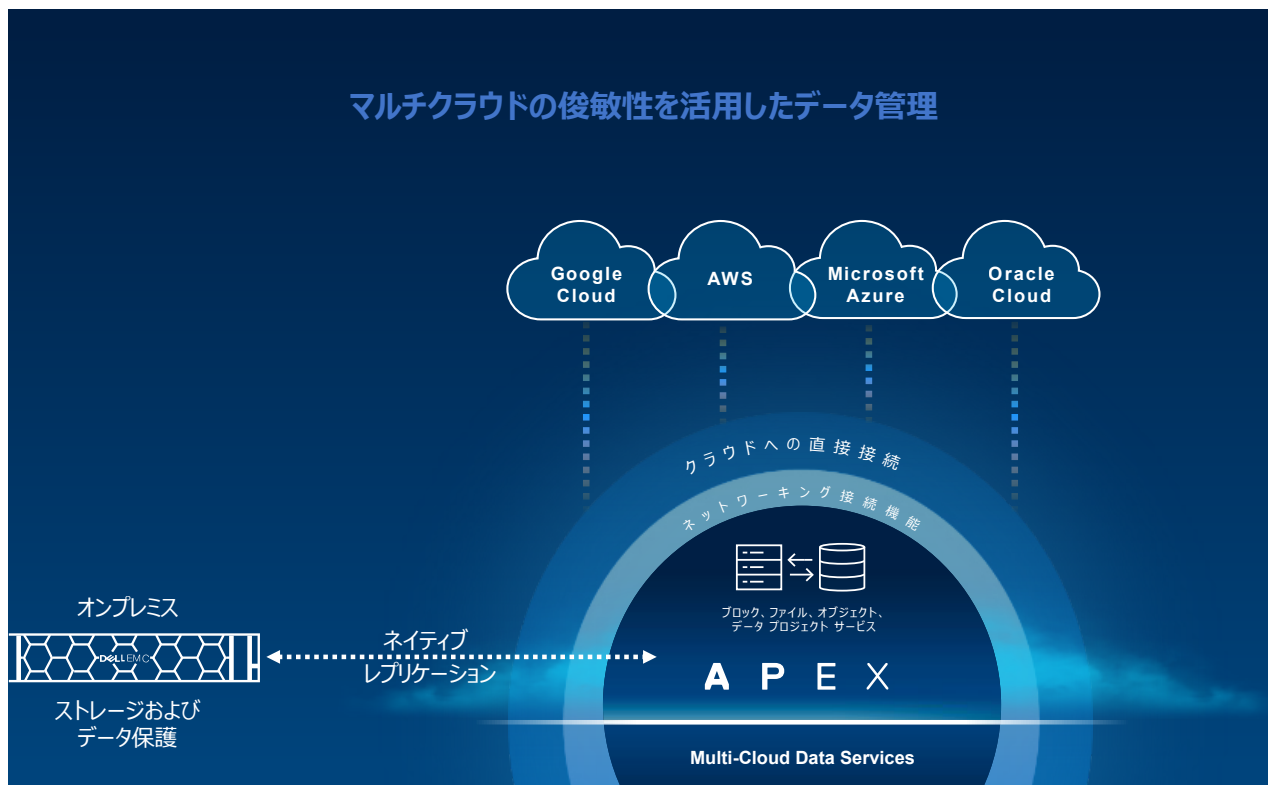 マルチクラウドの俊敏性を活用したデータ管理
Google
Cloud
AWS
Microsoft
Azure
Oracle
Cloud
クラウドへの直接接続
ネットワーキング接続機能
ブロック、ファイル、オブジェクト、
データ プロジェクト サービス
APEX
Multi-Cloud Data Services
オンプレミス
DELLEMC
ストレージおよび
データ保護
ネイティブ
レプリケーション